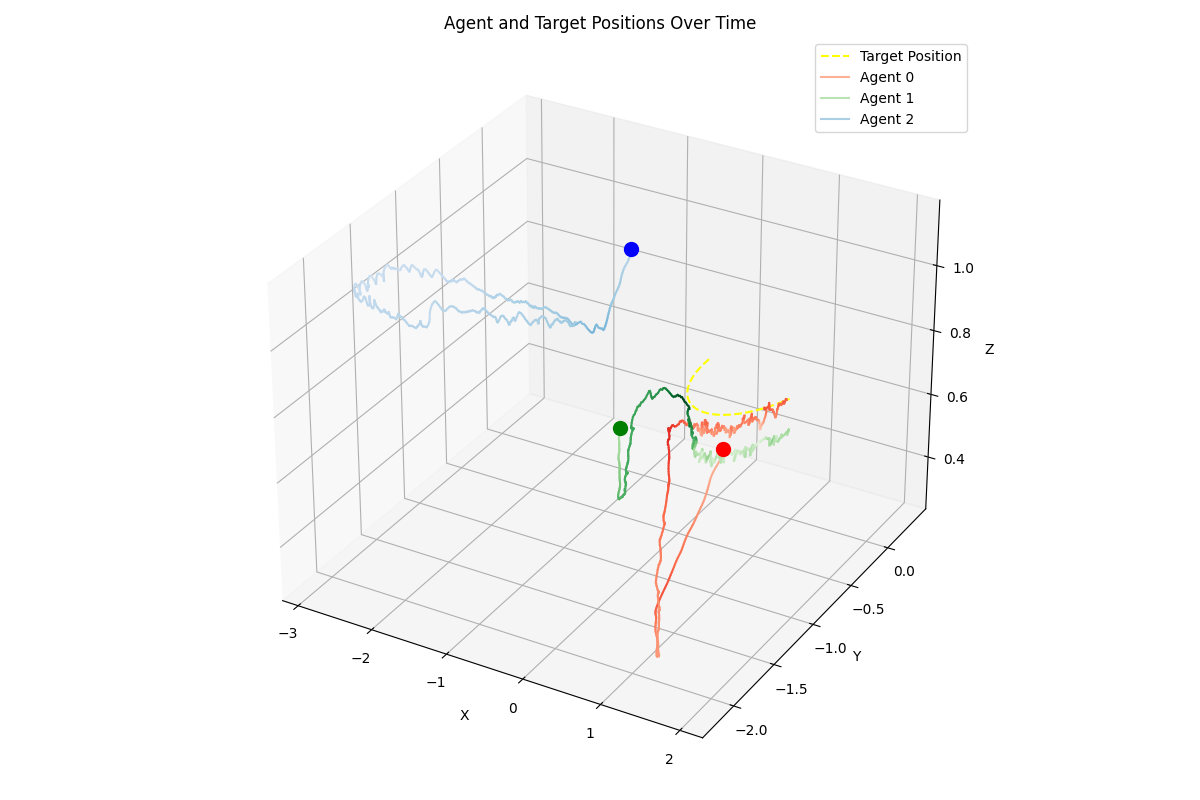 Agent and Target Positions Over Time
Target Position
Agent 0
Agent 1
Agent 2
1.0
0.8
0.6
0.4
Z
0.0
−0.5
−1.0
−1.5
−2.0
Y
−3
−2
−1
0
1
2
X